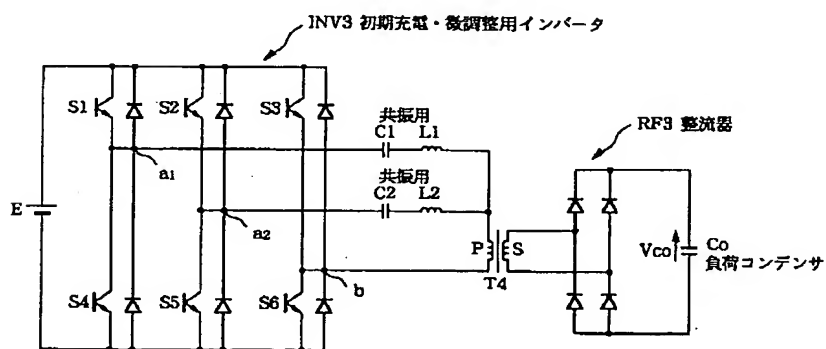 INV3 初期充電・微調整用インバータ
S1
S2
S3
共振用
C1 L1
RF3 整流器
a1
共振用
C2 L2
E
a2
P S
VCO
Co
負荷コンデンサ
T4
b
S4
S5
S6